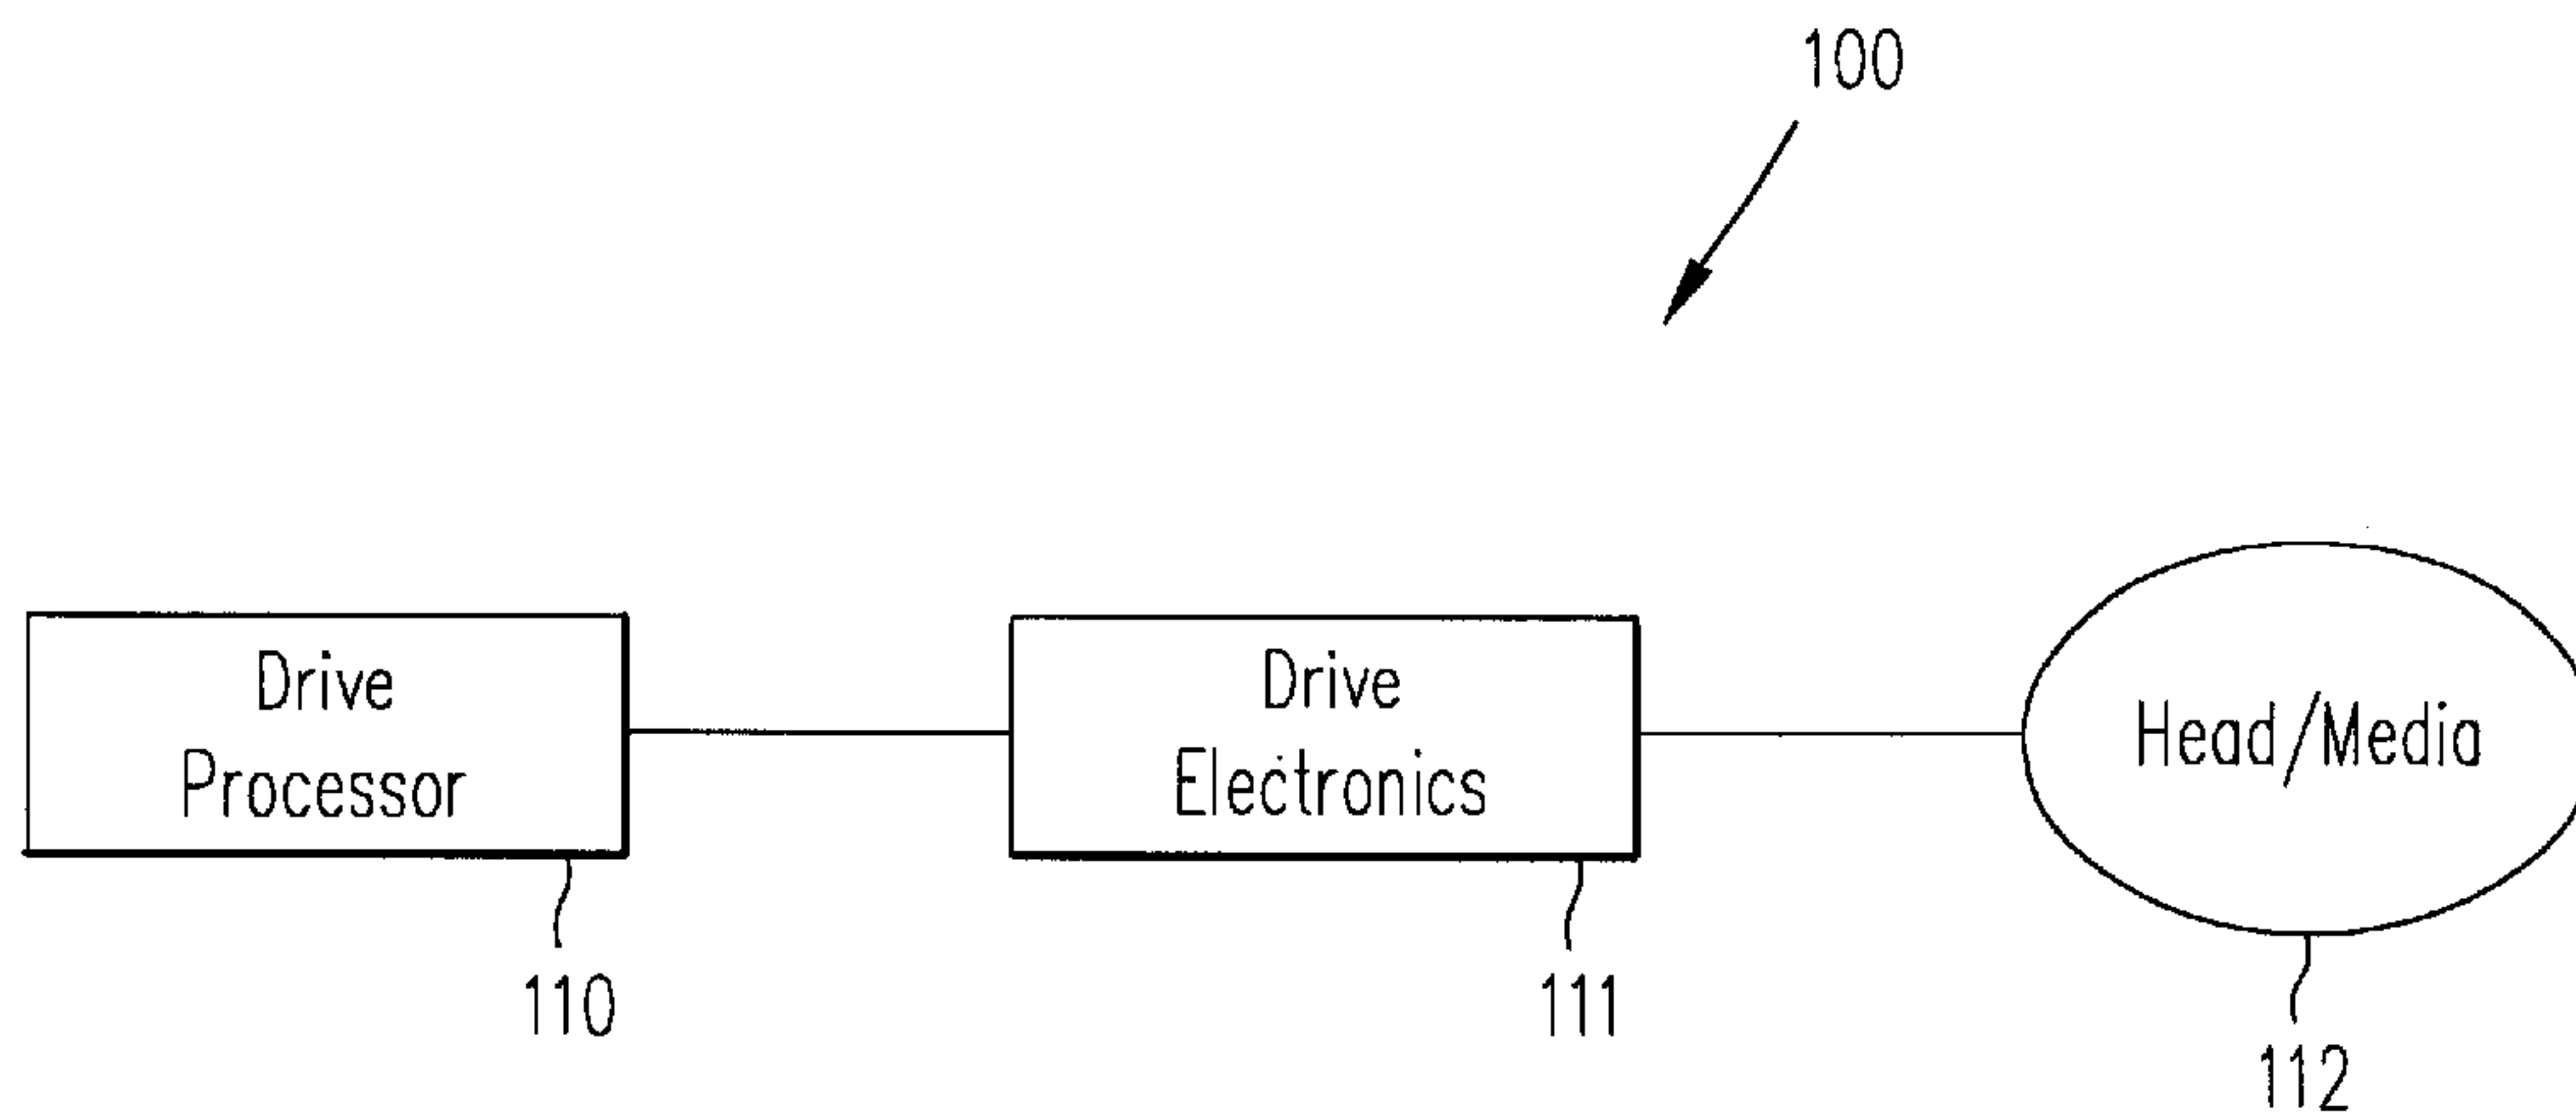 100
Drive
Processor
Drive
Electronics
Head/Media
110
111
112